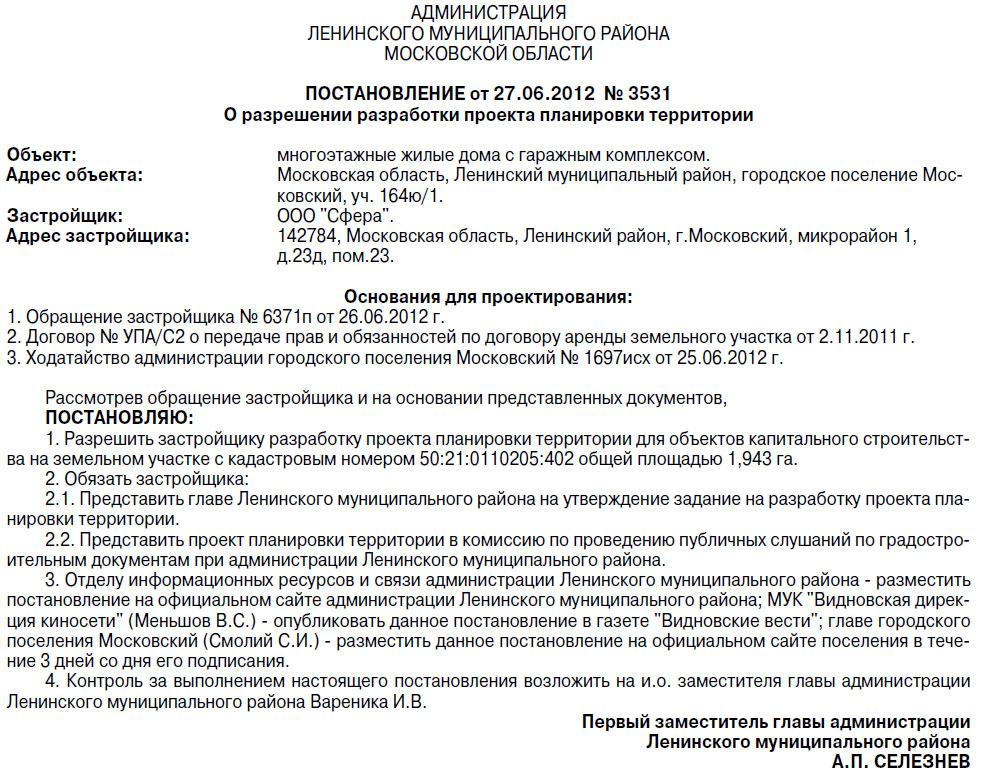 АДМИНИСТРАЦИЯ
ЛЕНИНСКОГО МУНИЦИПАЛЬНОГО РАЙОНА
МОСКОВСКОЙ ОБЛАСТИ
ПОСТАНОВЛЕНИЕ от 27.06.2012 № 3531
О разрешении разработки проекта планировки территории
Объект: многоэтажные жилые дома с гаражным комплексом.
Адрес объекта: Московская область, Ленинский муниципальный район, городское поселение Мос-
ковский, уч. 164ю/1.
Застройщик: ООО "Сфера".
Адрес застройщика: 142784, Московская область, Ленинский район, г.Московский, микрорайон 1,
д.23д, пом.23.
Основания для проектирования:
1. Обращение застройщика № 6371п от 26.06.2012 г.
2. Договор № УПА/С2 о передаче прав и обязанностей по договору аренды земельного участка от 2.11.2011 г.
3. Ходатайство администрации городского поселения Московский № 1697исх от 25.06.2012 г.
Рассмотрев обращение застройщика и на основании представленных документов,
ПОСТАНОВЛЯЮ:
1. Разрешить застройщику разработку проекта планировки территории для объектов капитального строительст-
ва на земельном участке с кадастровым номером 50:21:0110205:402 общей площадью 1,943 га.
2. Обязать застройщика:
2.1. Представить главе Ленинского муниципального района на утверждение задание на разработку проекта пла-
нировки территории.
2.2. Представить проект планировки территории в комиссию по проведению публичных слушаний по градостро-
ительным документам при администрации Ленинского муниципального района.
3. Отделу информационных ресурсов и связи администрации Ленинского муниципального района - разместить
постановление на официальном сайте администрации Ленинского муниципального района; МУК "Видновская дирек-
ция киносети" (Меньшов В.С.) - опубликовать данное постановление в газете "Видновские вести"; главе городского
поселения Московский (Смолий С.И.) - разместить данное постановление на официальном сайте поселения в тече-
ние 3 дней со дня его подписания.
4. Контроль за выполнением настоящего постановления возложить на и.о. заместителя главы администрации
Ленинского муниципального района Вареника И.В.
Первый заместитель главы администрации
Ленинского муниципального района
А.П. СЕЛЕЗНЕВ